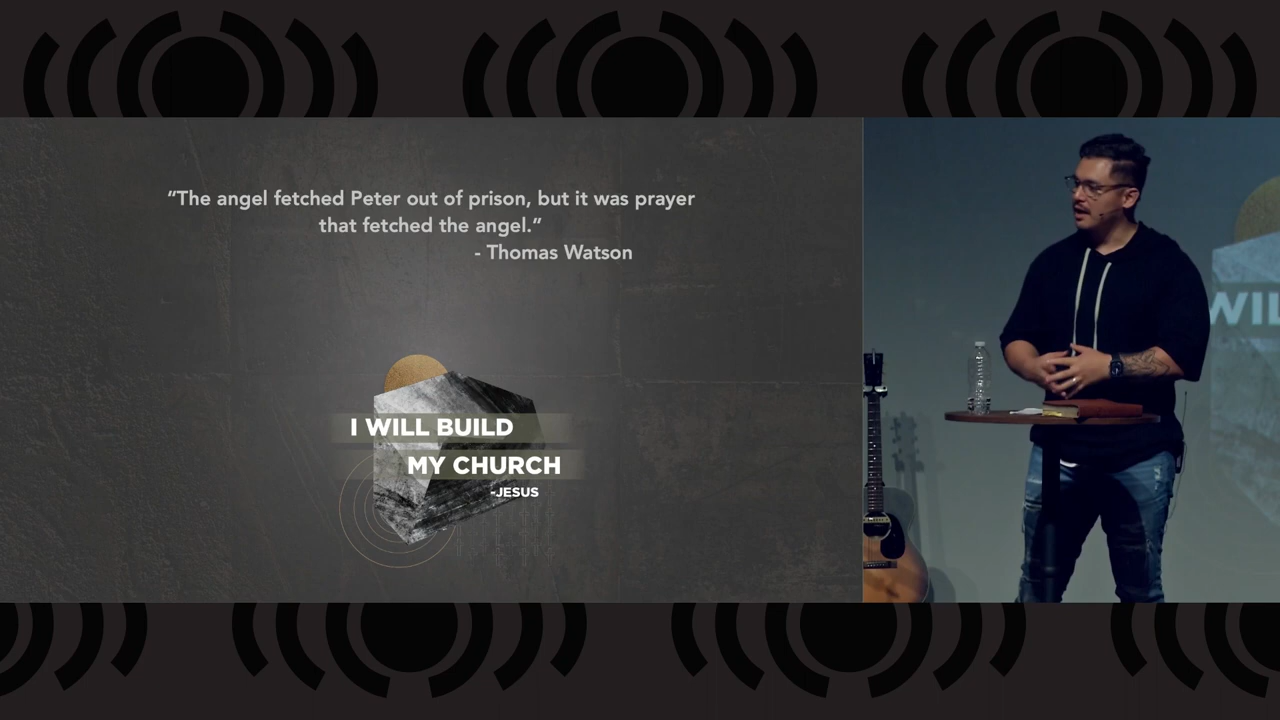 “The angel fetched Peter out of prison, but it was prayer
that fetched the angel.”
- Thomas Watson
I WILL BUILD
MY CHURCH
-JESUS
WIL